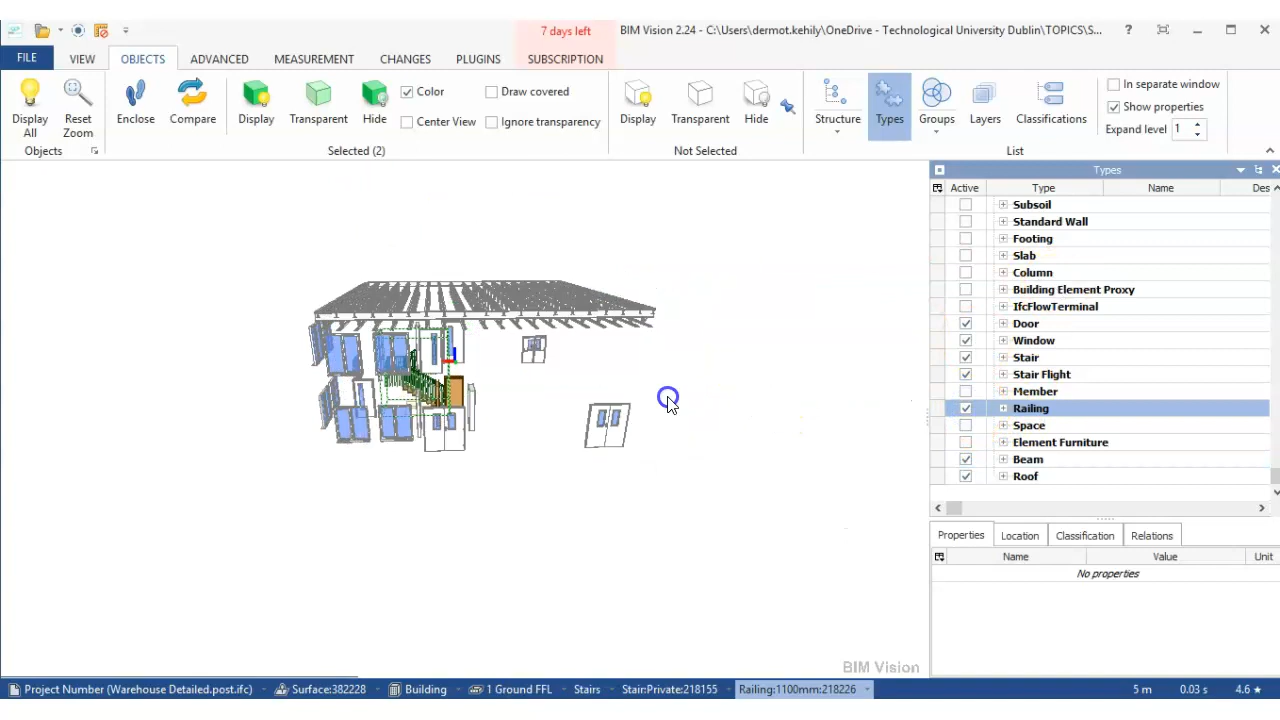 7 days left
BIM Vision 2.24 - C:\Users\dermot.kehily\OneDrive - Technological University Dublin\TOPICS\S...
FILE VIEW OBJECTS ADVANCED MEASUREMENT CHANGES PLUGINS SUBSCRIPTION
Display All
Reset Zoom
Enclose
Compare
Display
Transparent
Hide
Color
Center View
Draw covered
Ignore transparency
Display
Transparent
Hide
Structure
Types
Groups
Layers
Classifications
In separate window
Show properties
Expand level 1
Objects
Selected (2)
Not Selected
List
Types
Active Type Name Des
Subsoil
Standard Wall
Footing
Slab
Column
Building Element Proxy
IfcFlowTerminal
Door
Window
Stair
Stair Flight
Member
Railing
Space
Element Furniture
Beam
Roof
Properties Location Classification Relations
Name Value Unit
No properties
BIM Vision
Project Number (Warehouse Detailed.post.ifc) Surface:382228 Building 1 Ground FFL Stairs Stair:Private:218155 Railing:1100mm:218226 5 m 0.03 s 4.6 ★